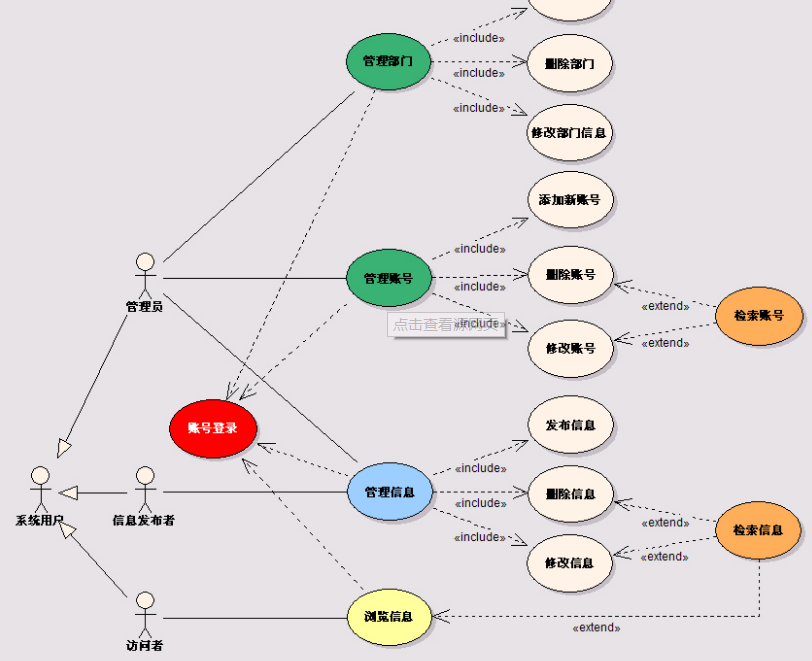 «include»
管理部门
删除部门
«include»
«include»
修改部门信息
添加新账号
«include»
管理账号
删除账号
«include»
管理员
«extend»
检索账号
点击查看源网页
«include»
修改账号
«extend»
账号登录
发布信息
«include»
管理信息
删除信息
«include»
系统用户
信息发布者
«extend»
检索信息
«include»
修改信息
«extend»
浏览信息
«extend»
访问者